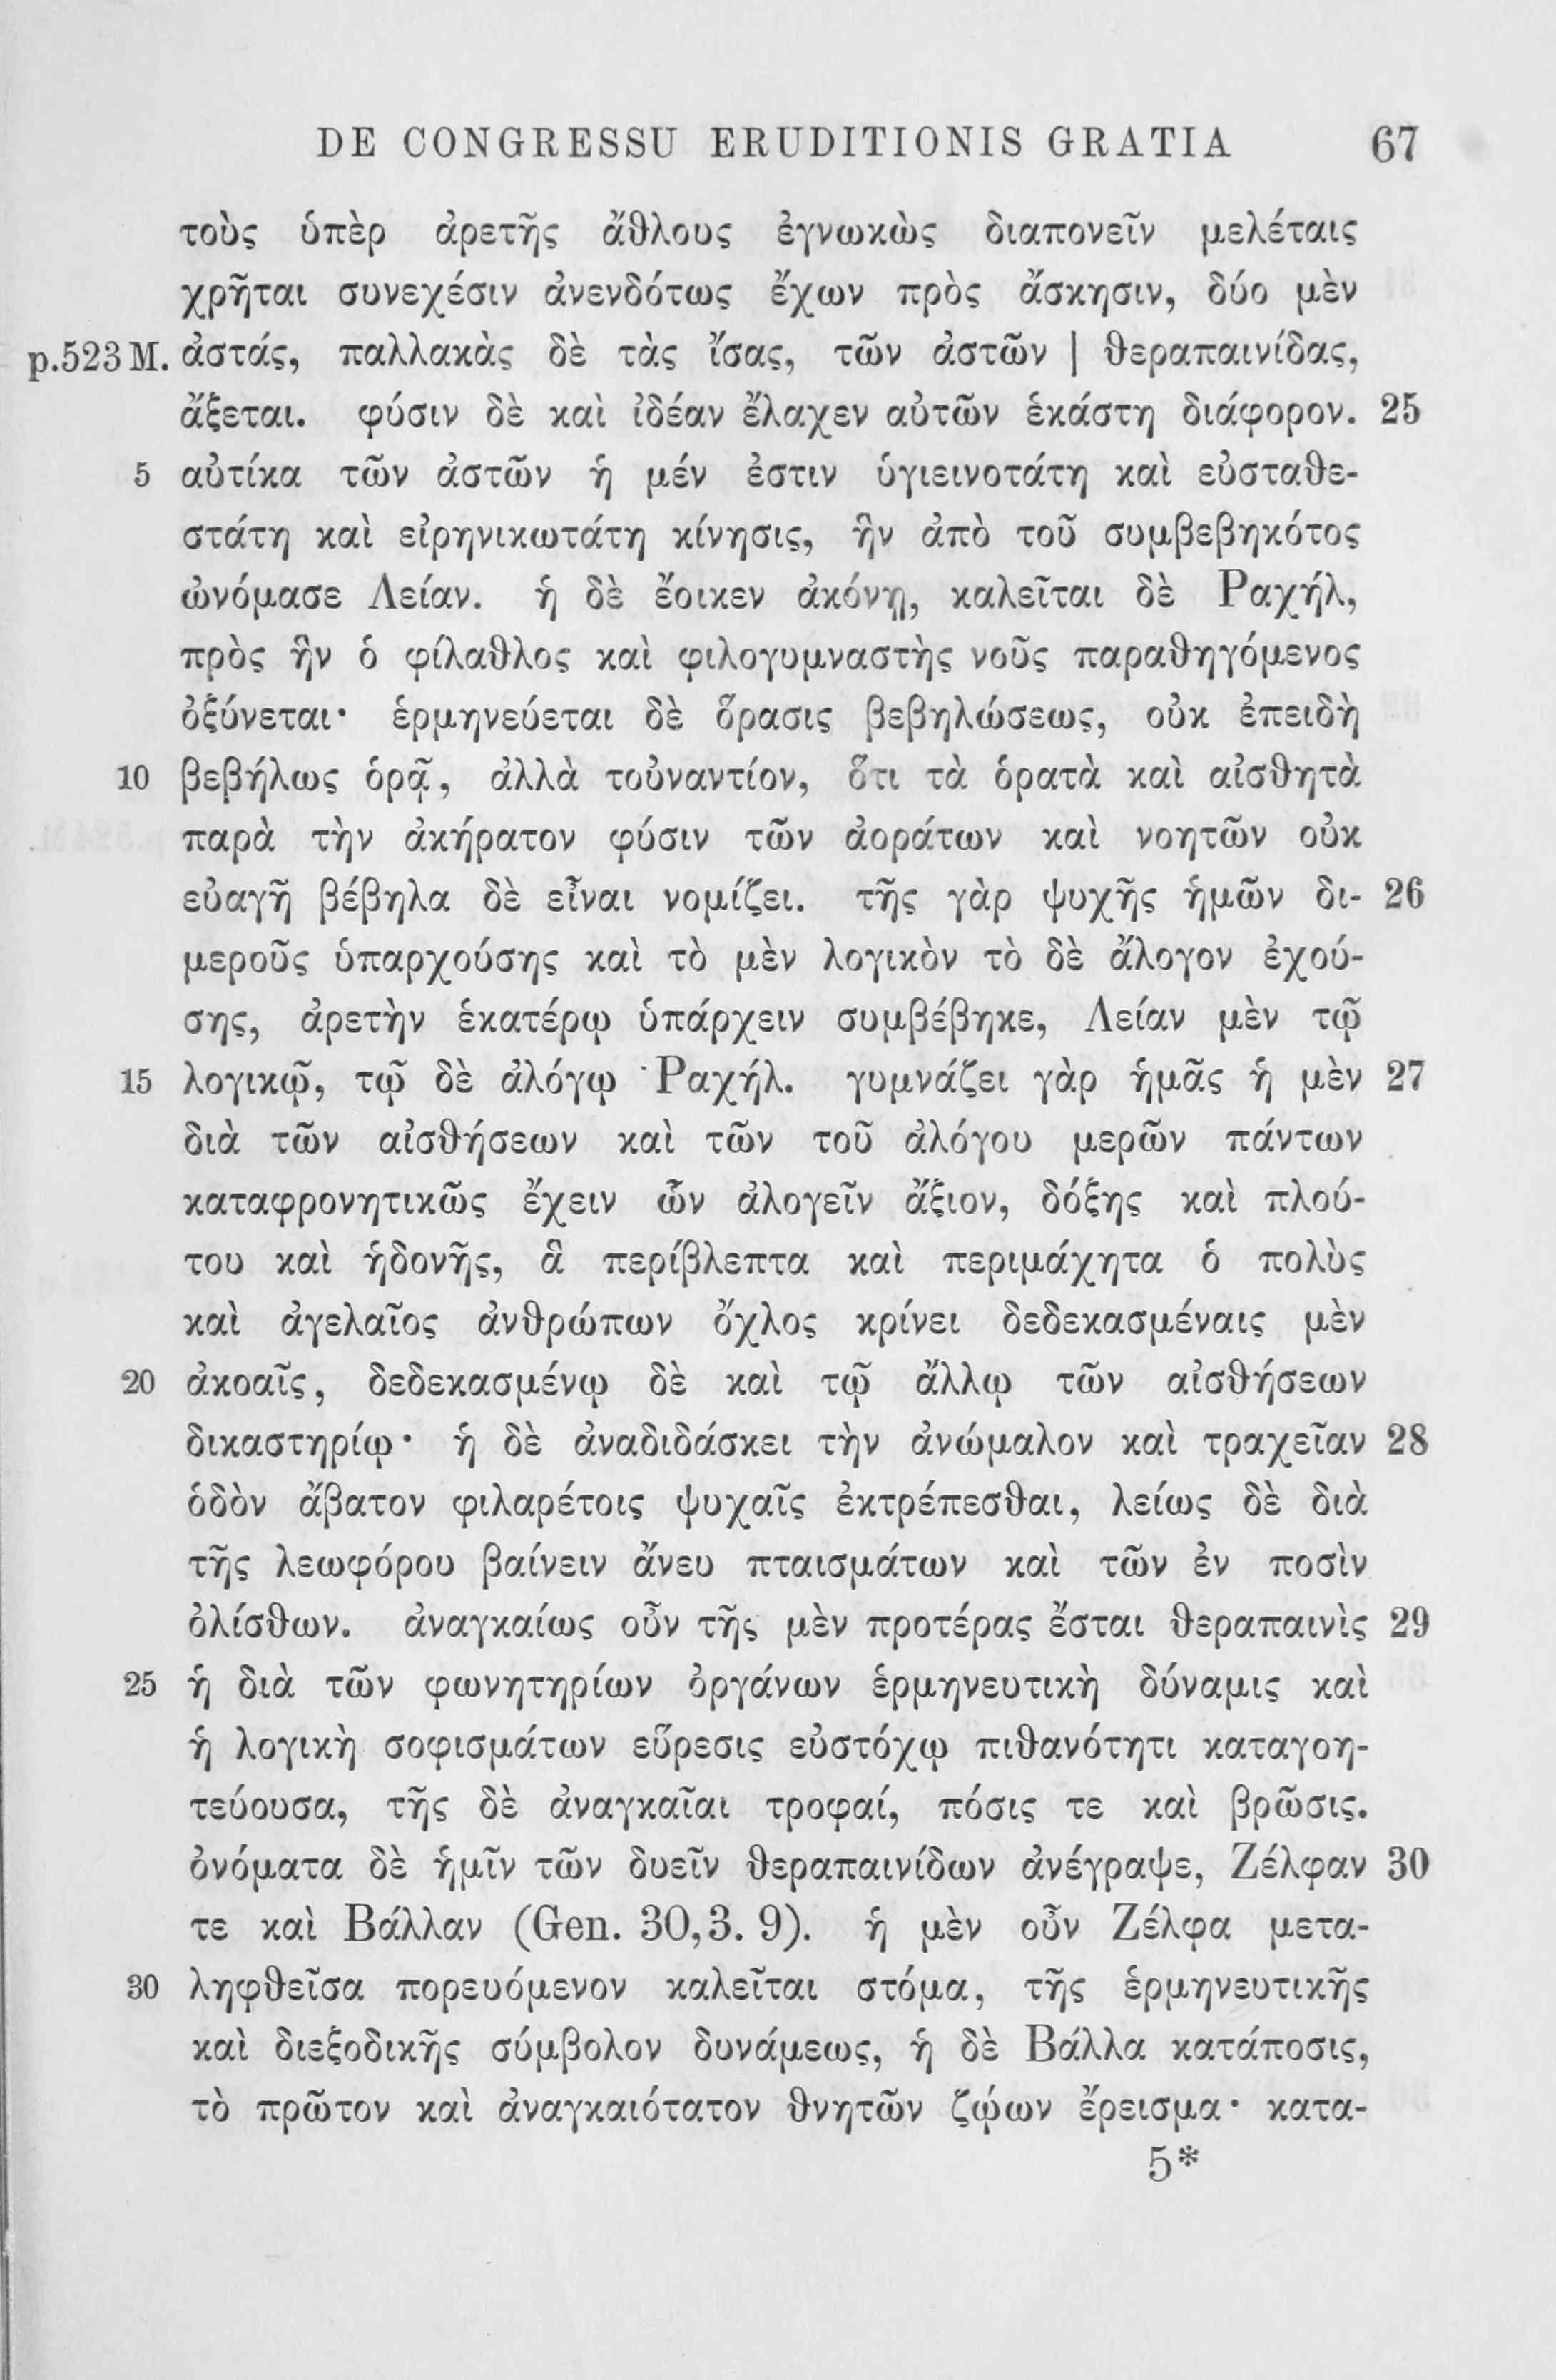 DE CONGRESSU ERUDITIONIS GRATIA 67
τοὺς ὑπὲρ ἀρετῆς ἄθλους ἐγνωκὼς διαπονεῖν μελέταις
χρῆται συνεχέσιν ἀνενδότως ἔχων πρὸς ἄσκησιν, δύο μὲν
p.523 M. ἀστάς, παλλακὰς δὲ τὰς ἴσας, τῶν ἀστῶν | θεραπαινίδας,
ἄξεται. φύσιν δὲ καὶ ἰδέαν ἔλαχεν αὐτῶν ἑκάστη διάφορον. 25
5 αὐτίκα τῶν ἀστῶν ἡ μέν ἐστιν ὑγιεινοτάτη καὶ εὐσταθε-
στάτη καὶ εἰρηνικωτάτη κίνησις, ἣν ἀπὸ τοῦ συμβεβηκότος
ὠνόμασε Λείαν. ἡ δὲ ἔοικεν ἀκόνῃ, καλεῖται δὲ Ῥαχήλ,
πρὸς ἣν ὁ φίλαθλος καὶ φιλογυμναστὴς νοῦς παραθηγόμενος
ὀξύνεται· ἑρμηνεύεται δὲ ὅρασις βεβηλώσεως, οὐκ ἐπειδὴ
10 βεβήλως ὁρᾷ, ἀλλὰ τοὐναντίον, ὅτι τὰ ὁρατὰ καὶ αἰσθητὰ
παρὰ τὴν ἀκήρατον φύσιν τῶν ἀοράτων καὶ νοητῶν οὐκ
εὐαγῆ βέβηλα δὲ εἶναι νομίζει. τῆς γὰρ ψυχῆς ἡμῶν δι- 26
μεροῦς ὑπαρχούσης καὶ τὸ μὲν λογικὸν τὸ δὲ ἄλογον ἐχού-
σης, ἀρετὴν ἑκατέρῳ ὑπάρχειν συμβέβηκε, Λείαν μὲν τῷ
15 λογικῷ, τῷ δὲ ἀλόγῳ Ῥαχήλ. γυμνάζει γὰρ ἡμᾶς ἡ μὲν 27
διὰ τῶν αἰσθήσεων καὶ τῶν τοῦ ἀλόγου μερῶν πάντων
καταφρονητικῶς ἔχειν ὧν ἀλογεῖν ἄξιον, δόξης καὶ πλού-
του καὶ ἡδονῆς, ἃ περίβλεπτα καὶ περιμάχητα ὁ πολὺς
καὶ ἀγελαῖος ἀνθρώπων ὄχλος κρίνει δεδεκασμέναις μὲν
20 ἀκοαῖς, δεδεκασμένῳ δὲ καὶ τῷ ἄλλῳ τῶν αἰσθήσεων
δικαστηρίῳ· ἡ δὲ ἀναδιδάσκει τὴν ἀνώμαλον καὶ τραχεῖαν 28
ὁδὸν ἄβατον φιλαρέτοις ψυχαῖς ἐκτρέπεσθαι, λείως δὲ διὰ
τῆς λεωφόρου βαίνειν ἄνευ πταισμάτων καὶ τῶν ἐν ποσὶν
ὀλίσθων. ἀναγκαίως οὖν τῆς μὲν προτέρας ἔσται θεραπαινὶς 29
25 ἡ διὰ τῶν φωνητηρίων ὀργάνων ἑρμηνευτικὴ δύναμις καὶ
ἡ λογικὴ σοφισμάτων εὕρεσις εὐστόχῳ πιθανότητι καταγοη-
τεύουσα, τῆς δὲ ἀναγκαῖαι τροφαί, πόσις τε καὶ βρῶσις.
ὀνόματα δὲ ἡμῖν τῶν δυεῖν θεραπαινίδων ἀνέγραψε, Ζέλφαν 30
τε καὶ Βάλλαν (Gen. 30,3. 9). ἡ μὲν οὖν Ζέλφα μετα-
30 ληφθεῖσα πορευόμενον καλεῖται στόμα, τῆς ἑρμηνευτικῆς
καὶ διεξοδικῆς σύμβολον δυνάμεως, ἡ δὲ Βάλλα κατάποσις,
τὸ πρῶτον καὶ ἀναγκαιότατον θνητῶν ζῴων ἔρεισμα· κατα-
5*